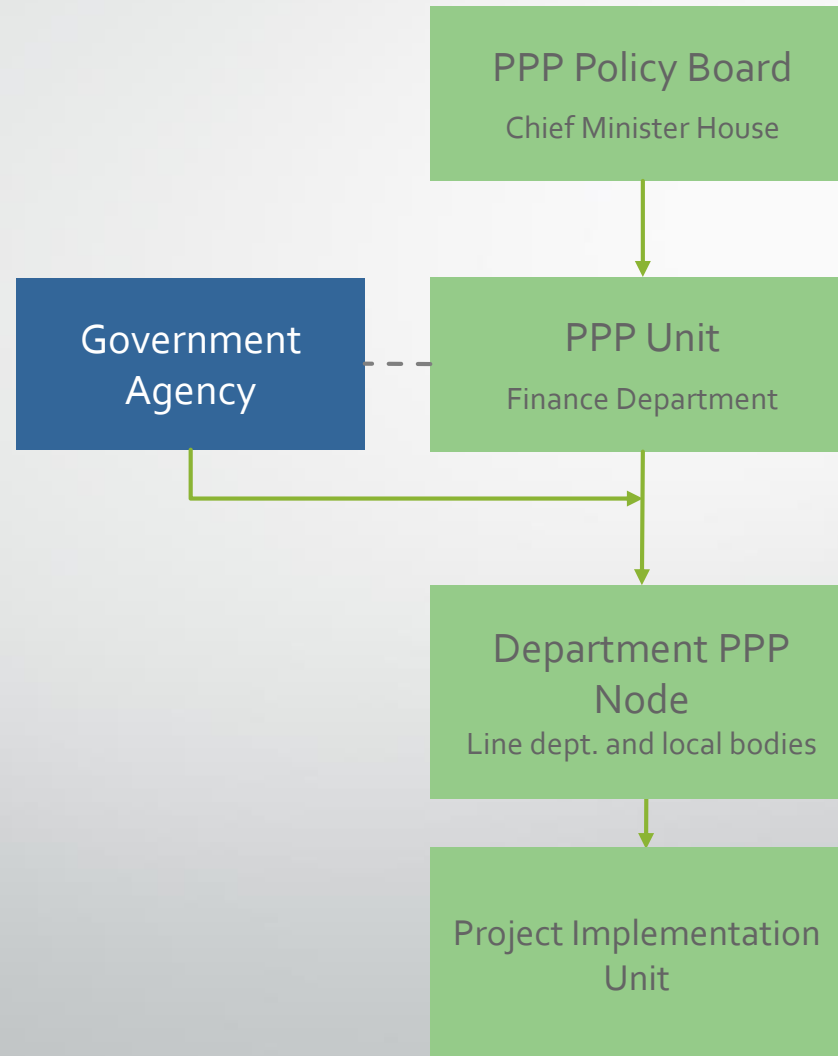 PPP Policy Board
Chief Minister House
Government
Agency
PPP Unit
Finance Department
Department PPP
Node
Line dept. and local bodies
Project Implementation
Unit